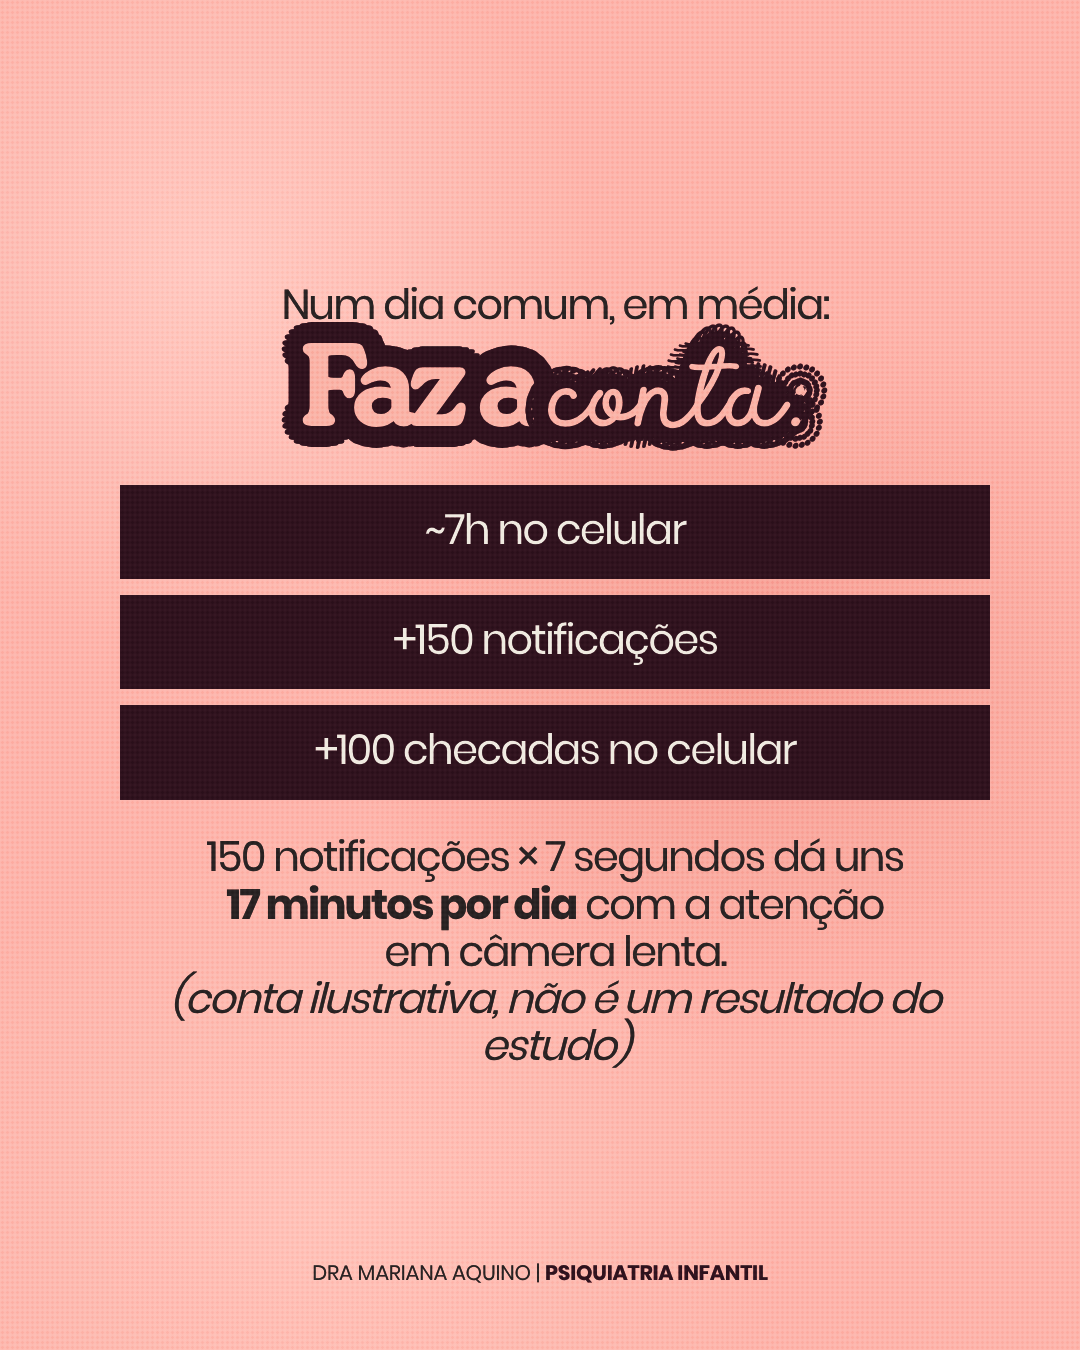 Num dia comum, em média:
Faz a conta:
~7h no celular
+150 notificações
+100 checadas no celular
150 notificações × 7 segundos dá uns
17 minutos por dia com a atenção
em câmera lenta.
(conta ilustrativa, não é um resultado do
estudo)
DRA MARIANA AQUINO | PSIQUIATRIA INFANTIL